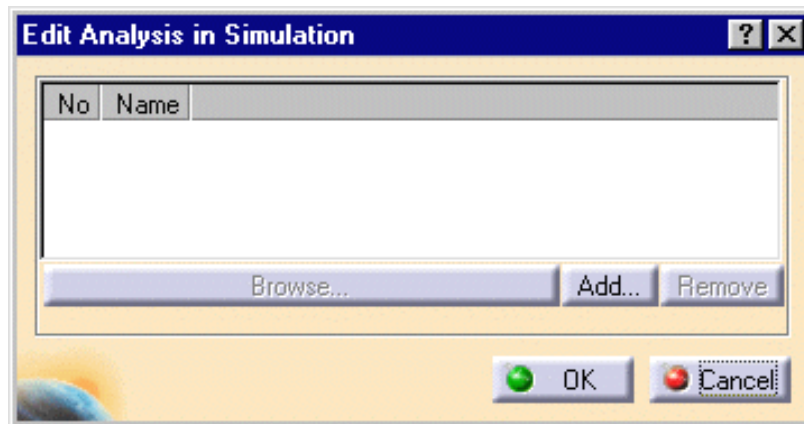 Edit Analysis in Simulation
No Name
Browse... Add... Remove
OK Cancel